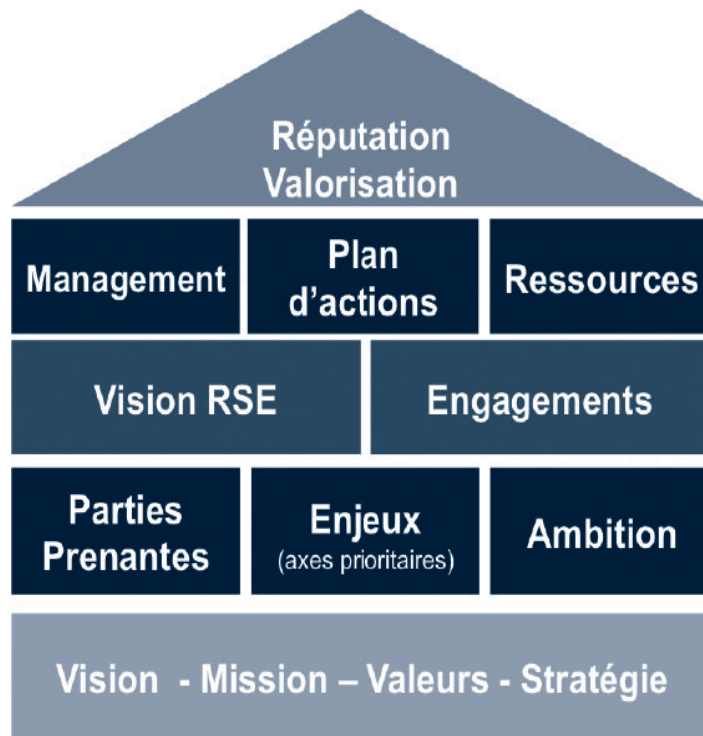 Réputation
Valorisation
Management
Plan
d’actions
Ressources
Vision RSE
Engagements
Parties
Prenantes
Enjeux
(axes prioritaires)
Ambition
Vision - Mission – Valeurs - Stratégie